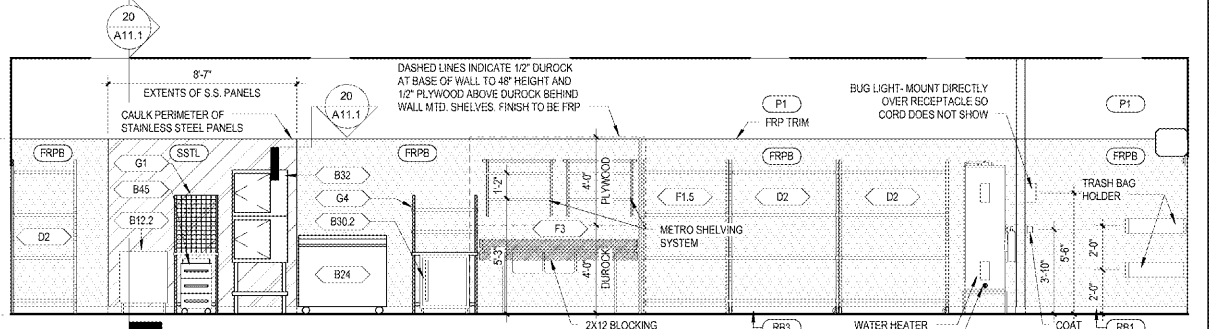 20
A11.1
8'-7"
EXTENTS OF S.S. PANELS
CAULK PERIMETER OF
STAINLESS STEEL PANELS
20
A11.1
DASHED LINES INDICATE 1/2" DUROCK
AT BASE OF WALL TO 48" HEIGHT AND
1/2" PLYWOOD ABOVE DUROCK BEHIND
WALL MTD. SHELVES. FINISH TO BE FRP
P1
FRP TRIM
BUG LIGHT- MOUNT DIRECTLY
OVER RECEPTACLE SO
CORD DOES NOT SHOW
P1
FRPB
SSTL
FRPB
FRPB
FRPB
G1
B45
B12.2
D2
B32
G4
B30.2
B24
1'-2"
5'-3"
4'-0"
PLYWOOD
F3
4'-0"
DUROCK
METRO SHELVING
SYSTEM
F1.5
D2
D2
TRASH BAG
HOLDER
3'-10"
5'-6"
2'-0"
2'-0"
2X12 BLOCKING
RB3
WATER HEATER
COAT
RB1